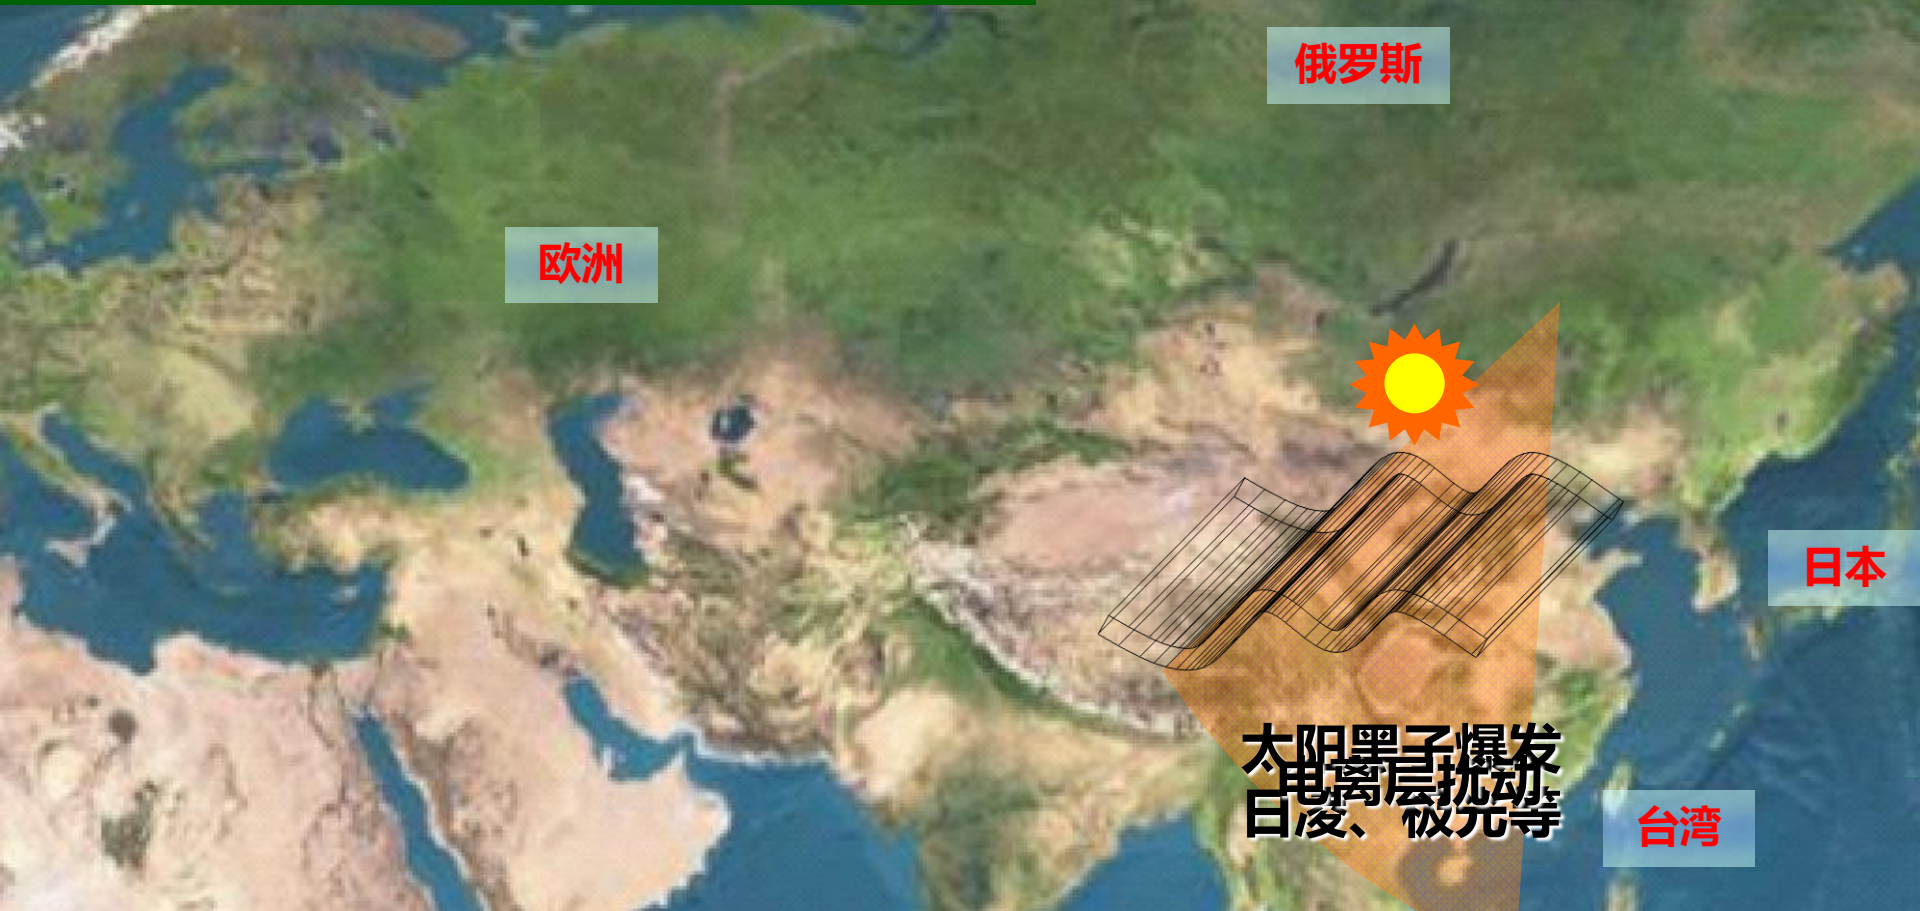 俄罗斯
欧洲
日本
太阳黑子爆发
电离层扰动
日凌、极光等
台湾